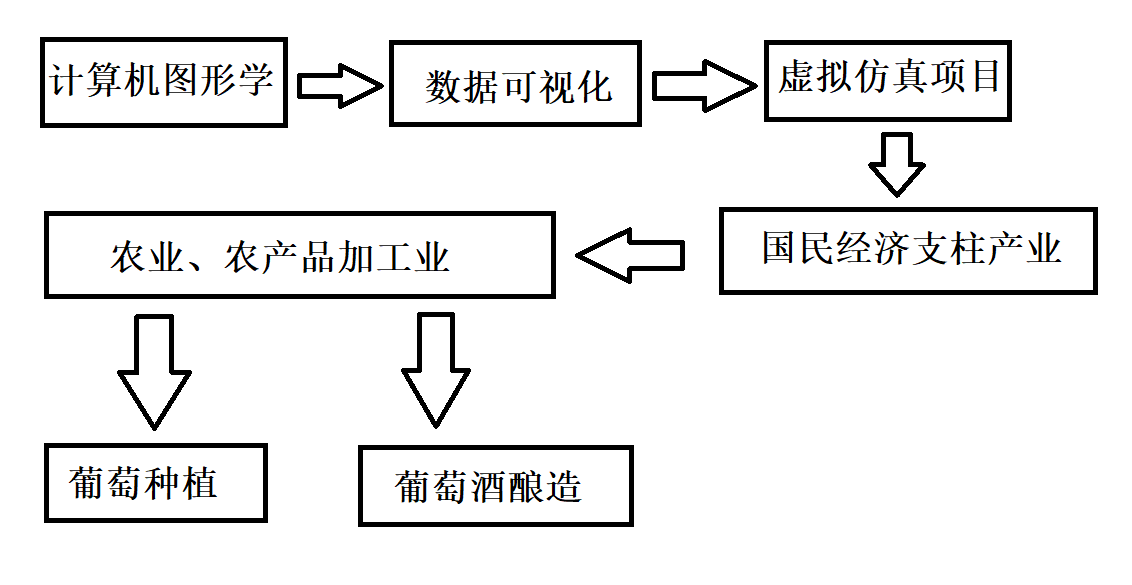 计算机图形学
数据可视化
虚拟仿真项目
国民经济支柱产业
农业、农产品加工业
葡萄种植
葡萄酒酿造